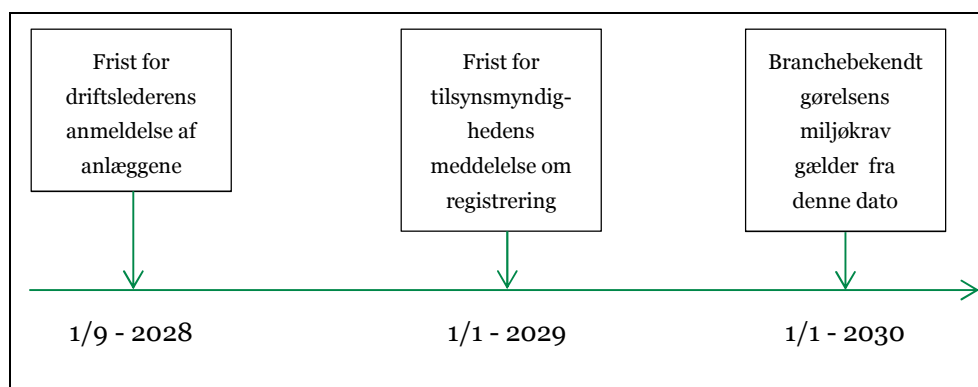 Frist for
driftslederens
anmeldelse af
anlæggene
Frist for
tilsynsmyndig-
hedens
meddelelse om
registrering
Branchebekendt
gørelsens
miljøkrav
gælder fra
denne dato
1/9 - 2028
1/1 - 2029
1/1 - 2030